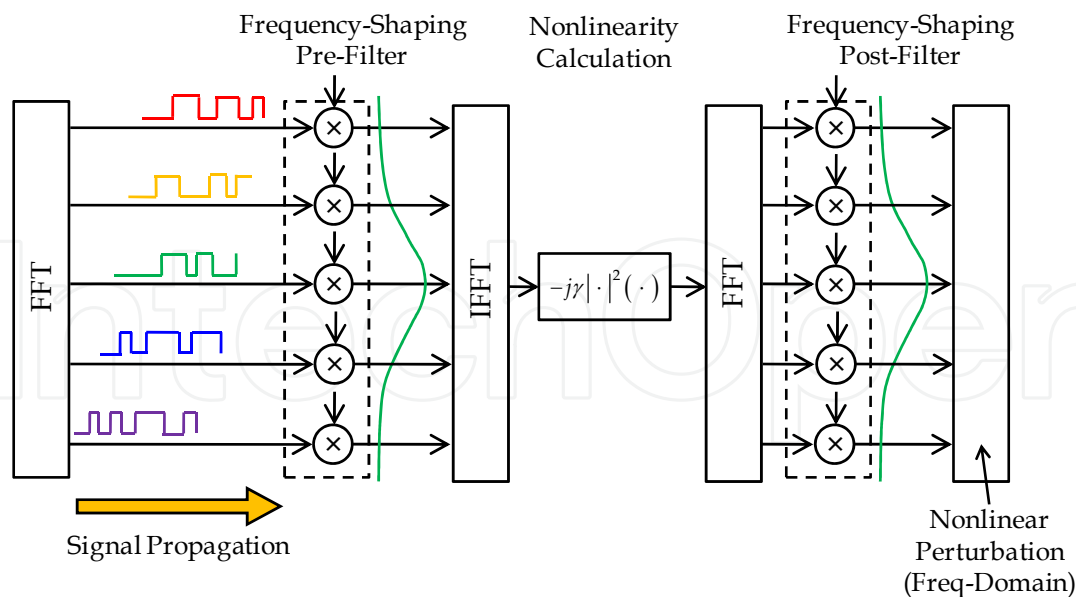 Frequency-Shaping
Pre-Filter
Nonlinearity
Calculation
Frequency-Shaping
Post-Filter
FFT
× × × × ×
IFFT
−jγ|·|²(·)
FFT
× × × × ×
Signal Propagation
Nonlinear
Perturbation
(Freq-Domain)
IntechOpen